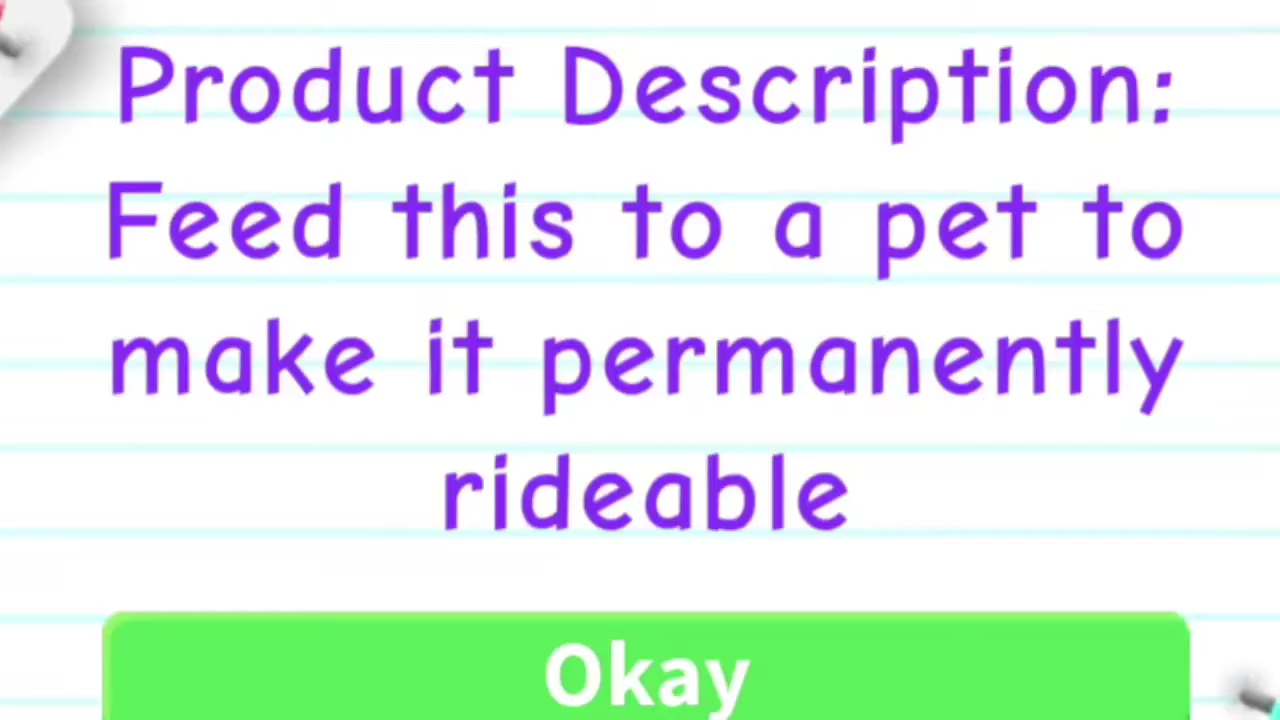 Product Description:
Feed this to a pet to
make it permanently
rideable
Okay